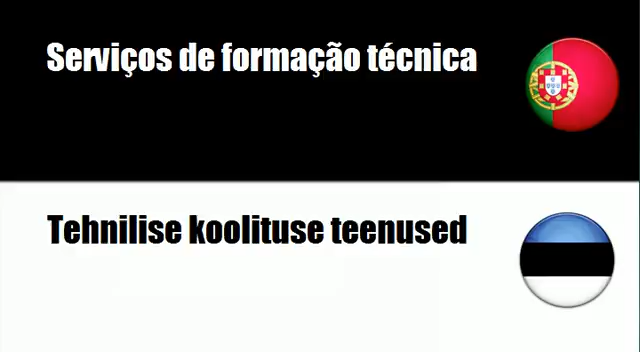 Serviços de formação técnica
Tehnilise koolituse teenused